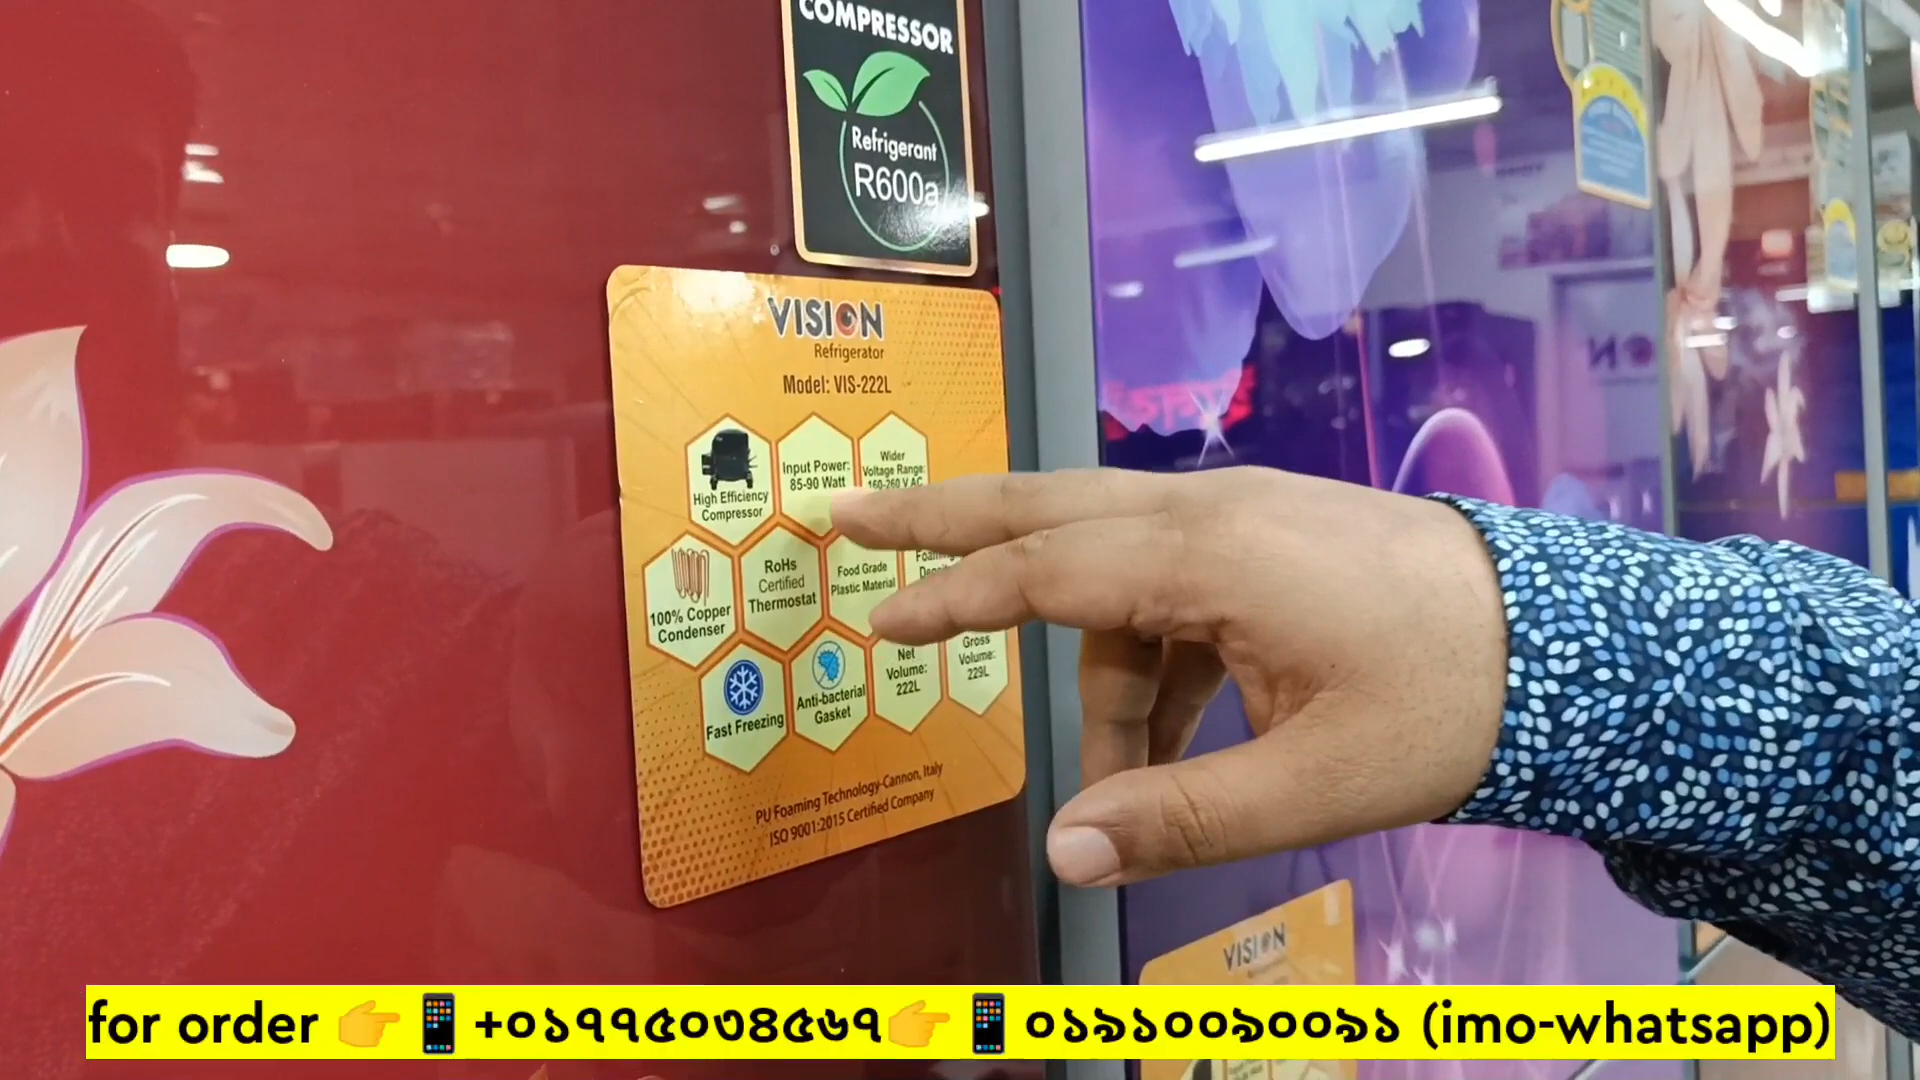 COMPRESSOR
Refrigerant
R600a
VISION
Refrigerator
Model: VIS-222L
High Efficiency
Compressor
Input Power:
85-90 Watt
Wider
Voltage Range:
160-260 V AC
100% Copper
Condenser
RoHs
Certified
Thermostat
Food Grade
Plastic Material
Fast Freezing
Anti-bacterial
Gasket
Net
Volume:
222L
Gross
Volume:
229L
PU Foaming Technology-Cannon, Italy
ISO 9001:2015 Certified Company
VISION
for order 👉📱+০১৭৭৫০৩৪৫৬৭👉📱০১৯১০০৯০০৯১ (imo-whatsapp)